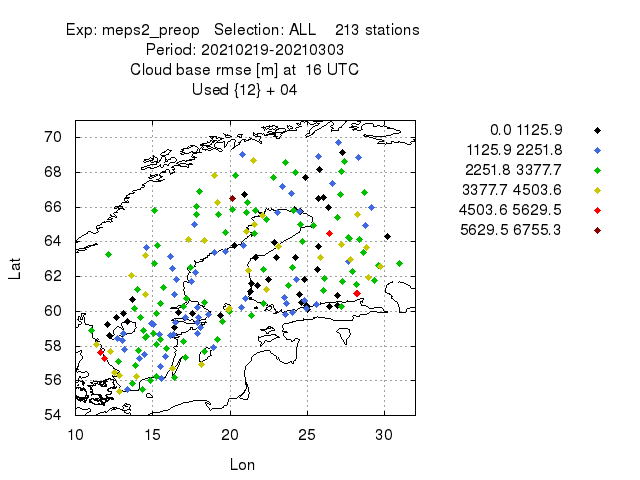 Exp: meps2_preop   Selection: ALL    213 stations
Period: 20210219-20210303
Cloud base rmse [m] at  16 UTC
Used {12} + 04
0.0 1125.9
1125.9 2251.8
2251.8 3377.7
3377.7 4503.6
4503.6 5629.5
5629.5 6755.3
70
68
66
64
62
60
58
56
54
Lat
10 15 20 25 30
Lon